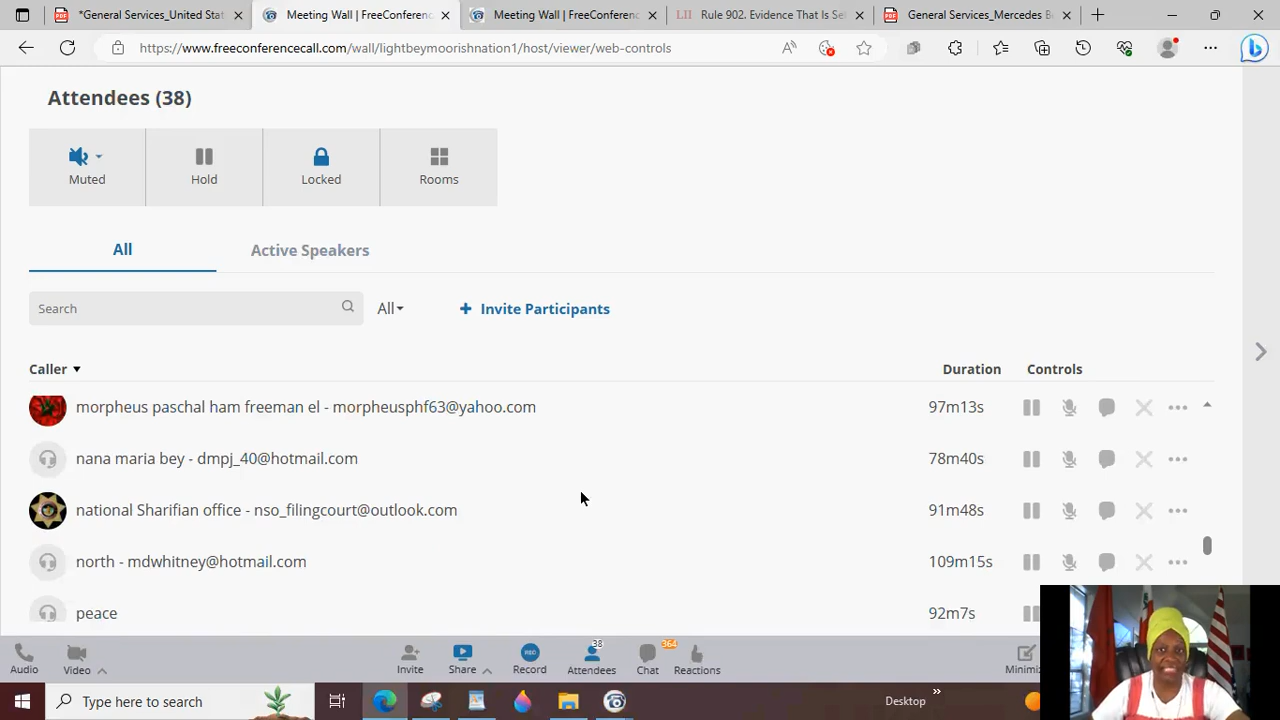 *General Services_United Stat
Meeting Wall | FreeConferenc
Meeting Wall | FreeConferenc
LII Rule 902. Evidence That Is Sel
General Services_Mercedes B
https://www.freeconferencecall.com/wall/lightbeymoorishnation1/host/viewer/web-controls
Attendees (38)
Muted Hold Locked Rooms
All Active Speakers
Search All + Invite Participants
Caller Duration Controls
morpheus paschal ham freeman el - morpheusphf63@yahoo.com 97m13s
nana maria bey - dmpj_40@hotmail.com 78m40s
national Sharifian office - nso_filingcourt@outlook.com 91m48s
north - mdwhitney@hotmail.com 109m15s
peace 92m7s
REC 38 364
Audio Video Invite Share Record Attendees Chat Reactions Minimi
Type here to search Desktop »